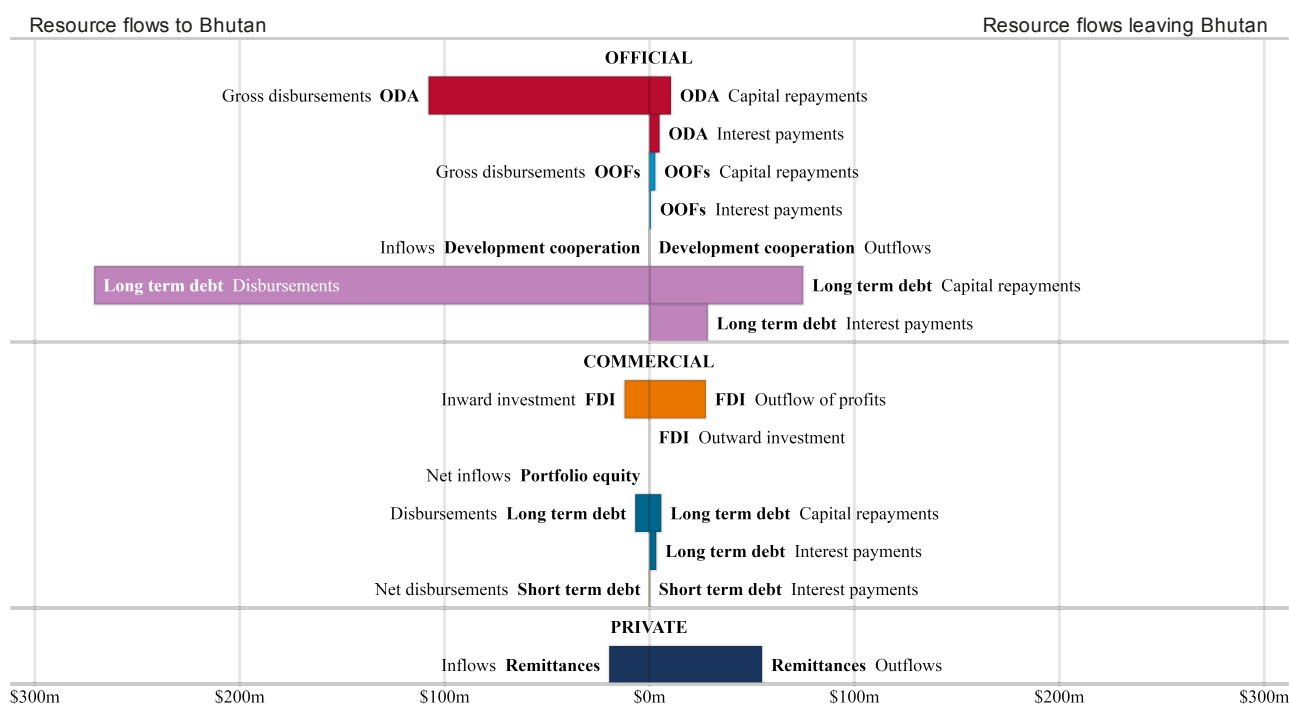 Resource flows to Bhutan Resource flows leaving Bhutan
OFFICIAL
Gross disbursements ODA ODA Capital repayments
ODA Interest payments
Gross disbursements OOFs OOFs Capital repayments
OOFs Interest payments
Inflows Development cooperation Development cooperation Outflows
Long term debt Disbursements Long term debt Capital repayments
Long term debt Interest payments
COMMERCIAL
Inward investment FDI FDI Outflow of profits
FDI Outward investment
Net inflows Portfolio equity
Disbursements Long term debt Long term debt Capital repayments
Long term debt Interest payments
Net disbursements Short term debt Short term debt Interest payments
PRIVATE
Inflows Remittances Remittances Outflows
$300m $200m $100m $0m $100m $200m $300m